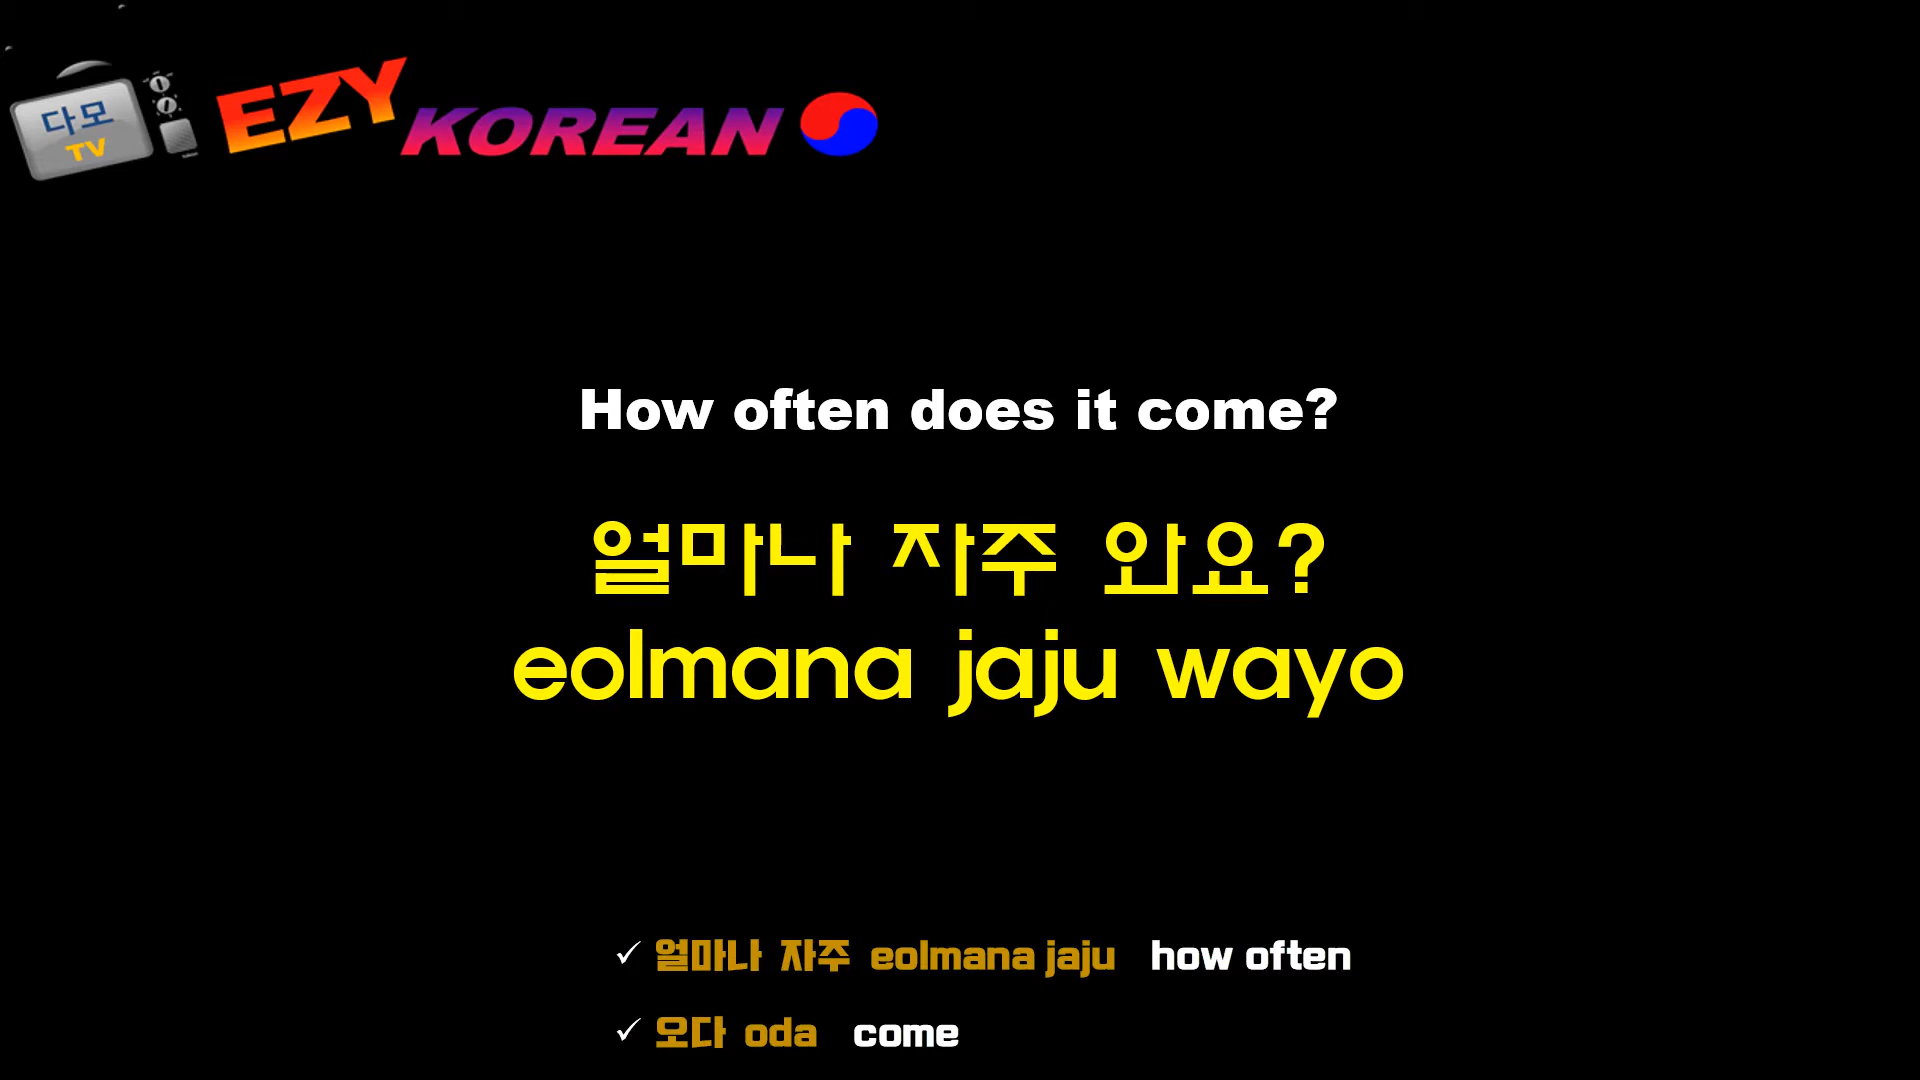 다모
TV
EZY KOREAN
How often does it come?
얼마나 자주 와요?
eolmana jaju wayo
✓ 얼마나 자주 eolmana jaju how often
✓ 오다 oda come